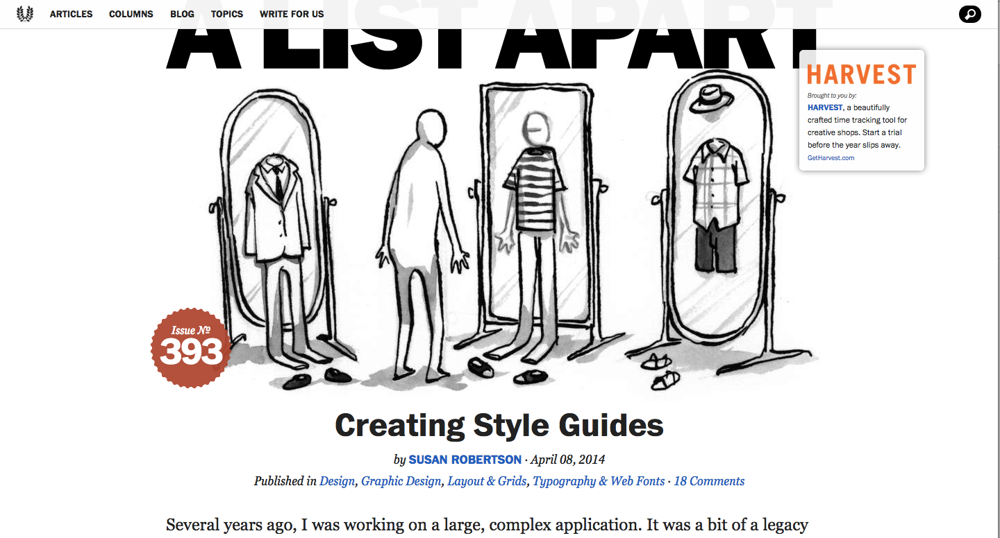 ARTICLES COLUMNS BLOG TOPICS WRITE FOR US
A LIST APART
HARVEST
Brought to you by:
HARVEST, a beautifully
crafted time tracking tool for
creative shops. Start a trial
before the year slips away.
GetHarvest.com
Issue №
393
Creating Style Guides
by SUSAN ROBERTSON · April 08, 2014
Published in Design, Graphic Design, Layout & Grids, Typography & Web Fonts · 18 Comments
Several years ago, I was working on a large, complex application. It was a bit of a legacy